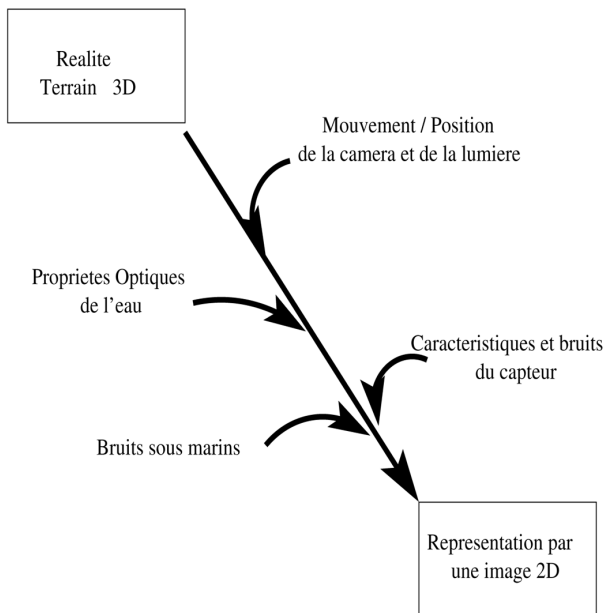 Realite
Terrain 3D
Mouvement / Position
de la camera et de la lumiere
Proprietes Optiques
de l'eau
Caracteristiques et bruits
du capteur
Bruits sous marins
Representation par
une image 2D